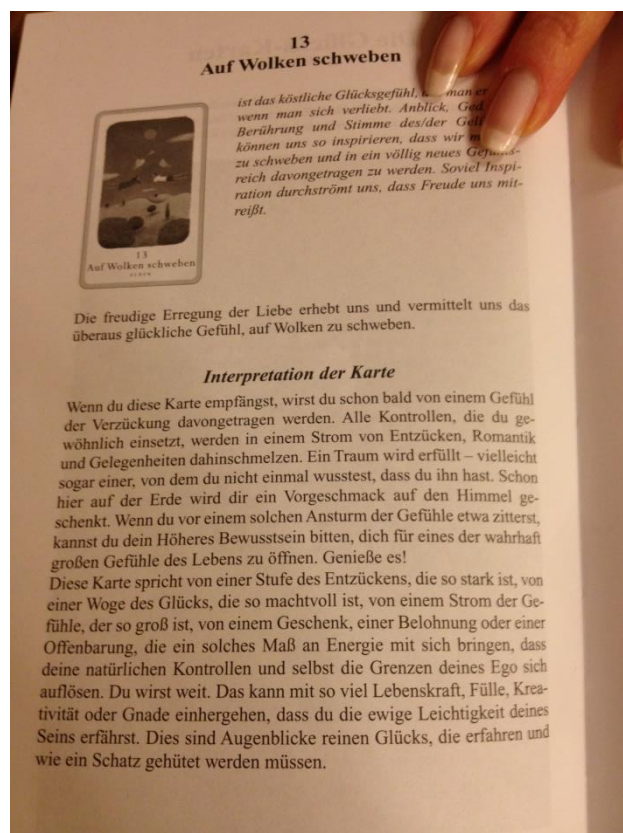 13
Auf Wolken schweben
ist das köstliche Glücksgefühl, man er
wenn man sich verliebt. Anblick, Ged
Berührung und Stimme des/der Geli
können uns so inspirieren, dass wir m
zu schweben und in ein völlig neues Gefühls-
reich davongetragen zu werden. Soviel Inspi-
ration durchströmt uns, dass Freude uns mit-
reißt.
13
Auf Wolken schweben
Die freudige Erregung der Liebe erhebt uns und vermittelt uns das
überaus glückliche Gefühl, auf Wolken zu schweben.
Interpretation der Karte
Wenn du diese Karte empfängst, wirst du schon bald von einem Gefühl
der Verzückung davongetragen werden. Alle Kontrollen, die du ge-
wöhnlich einsetzt, werden in einem Strom von Entzücken, Romantik
und Gelegenheiten dahinschmelzen. Ein Traum wird erfüllt – vielleicht
sogar einer, von dem du nicht einmal wusstest, dass du ihn hast. Schon
hier auf der Erde wird dir ein Vorgeschmack auf den Himmel ge-
schenkt. Wenn du vor einem solchen Ansturm der Gefühle etwa zitterst,
kannst du dein Höheres Bewusstsein bitten, dich für eines der wahrhaft
großen Gefühle des Lebens zu öffnen. Genieße es!
Diese Karte spricht von einer Stufe des Entzückens, die so stark ist, von
einer Woge des Glücks, die so machtvoll ist, von einem Strom der Ge-
fühle, der so groß ist, von einem Geschenk, einer Belohnung oder einer
Offenbarung, die ein solches Maß an Energie mit sich bringen, dass
deine natürlichen Kontrollen und selbst die Grenzen deines Ego sich
auflösen. Du wirst weit. Das kann mit so viel Lebenskraft, Fülle, Krea-
tivität oder Gnade einhergehen, dass du die ewige Leichtigkeit deines
Seins erfährst. Dies sind Augenblicke reinen Glücks, die erfahren und
wie ein Schatz gehütet werden müssen.